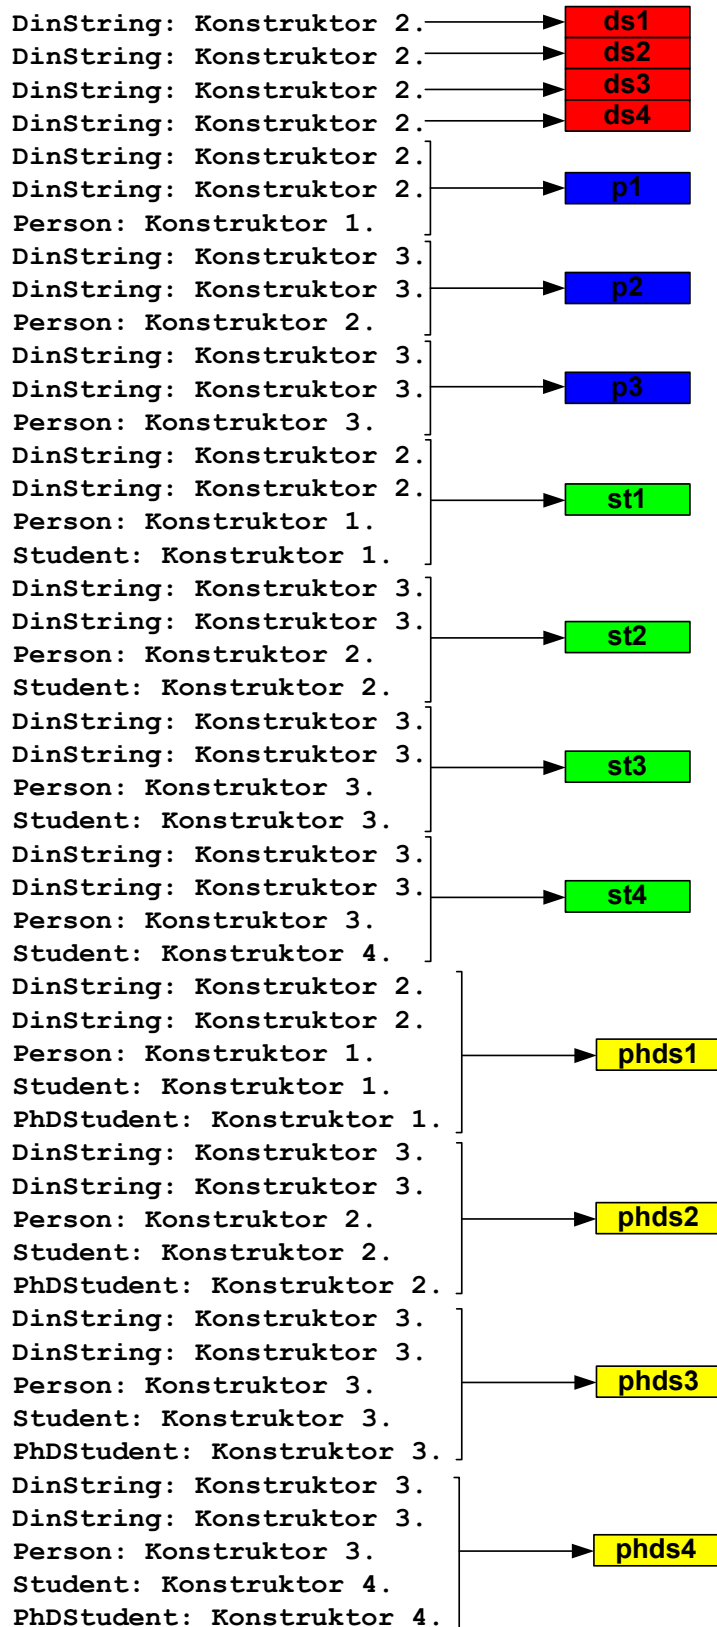 DinString: Konstruktor 2. ds1
DinString: Konstruktor 2. ds2
DinString: Konstruktor 2. ds3
DinString: Konstruktor 2. ds4
DinString: Konstruktor 2.
DinString: Konstruktor 2. p1
Person: Konstruktor 1.
DinString: Konstruktor 3.
DinString: Konstruktor 3. p2
Person: Konstruktor 2.
DinString: Konstruktor 3.
DinString: Konstruktor 3. p3
Person: Konstruktor 3.
DinString: Konstruktor 2.
DinString: Konstruktor 2. st1
Person: Konstruktor 1.
Student: Konstruktor 1.
DinString: Konstruktor 3.
DinString: Konstruktor 3. st2
Person: Konstruktor 2.
Student: Konstruktor 2.
DinString: Konstruktor 3.
DinString: Konstruktor 3. st3
Person: Konstruktor 3.
Student: Konstruktor 3.
DinString: Konstruktor 3.
DinString: Konstruktor 3. st4
Person: Konstruktor 3.
Student: Konstruktor 4.
DinString: Konstruktor 2.
DinString: Konstruktor 2.
Person: Konstruktor 1. phds1
Student: Konstruktor 1.
PhDStudent: Konstruktor 1.
DinString: Konstruktor 3.
DinString: Konstruktor 3.
Person: Konstruktor 2. phds2
Student: Konstruktor 2.
PhDStudent: Konstruktor 2.
DinString: Konstruktor 3.
DinString: Konstruktor 3.
Person: Konstruktor 3. phds3
Student: Konstruktor 3.
PhDStudent: Konstruktor 3.
DinString: Konstruktor 3.
DinString: Konstruktor 3.
Person: Konstruktor 3. phds4
Student: Konstruktor 4.
PhDStudent: Konstruktor 4.